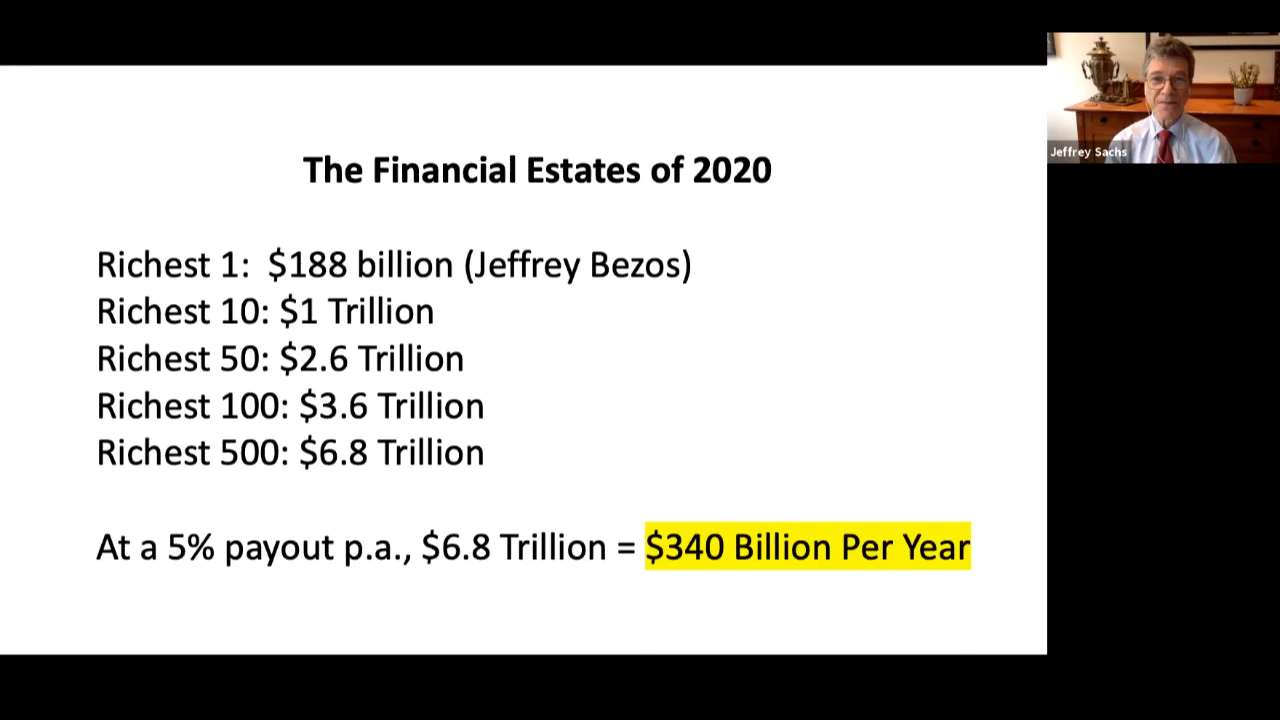 The Financial Estates of 2020
Richest 1:  $188 billion (Jeffrey Bezos)
Richest 10: $1 Trillion
Richest 50: $2.6 Trillion
Richest 100: $3.6 Trillion
Richest 500: $6.8 Trillion
At a 5% payout p.a., $6.8 Trillion = $340 Billion Per Year
Jeffrey Sachs